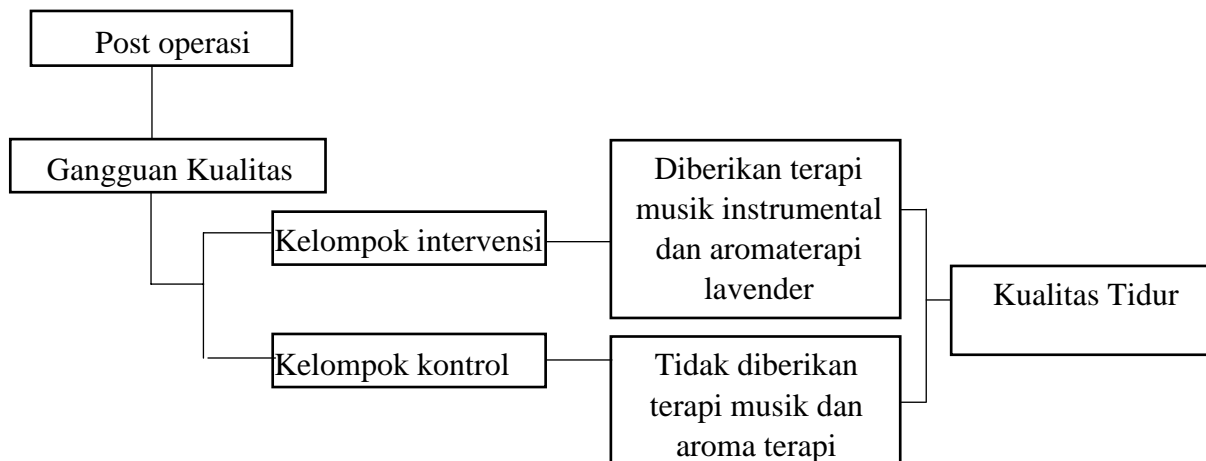 Post operasi
Gangguan Kualitas
Kelompok intervensi
Diberikan terapi
musik instrumental
dan aromaterapi
lavender
Kelompok kontrol
Tidak diberikan
terapi musik dan
aroma terapi
Kualitas Tidur